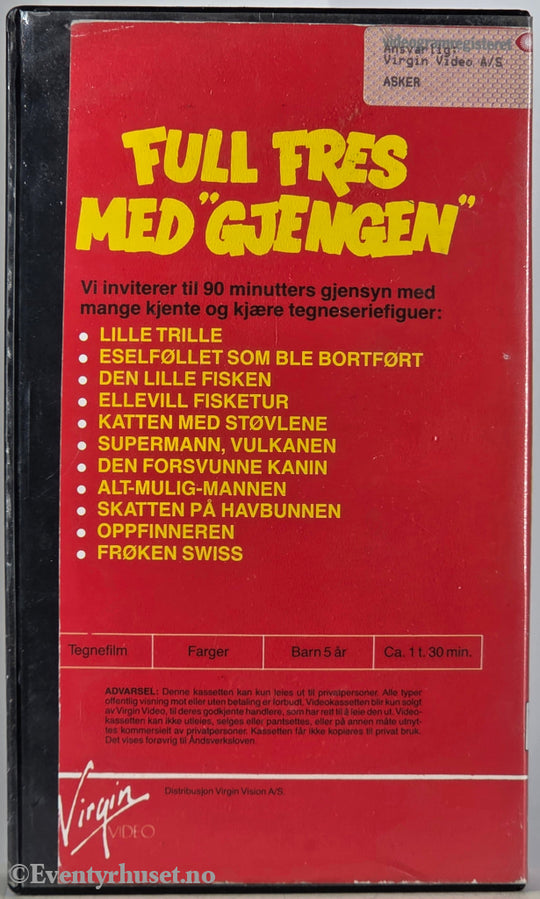 Videogramregisteret
Ansvarlig:
Virgin Video A/S
ASKER
FULL FRES
MED "GJENGEN"
Vi inviterer til 90 minutters gjensyn med
mange kjente og kjære tegneseriefiguer:
• LILLE TRILLE
• ESELFØLLET SOM BLE BORTFØRT
• DEN LILLE FISKEN
• ELLEVILL FISKETUR
• KATTEN MED STØVLENE
• SUPERMANN, VULKANEN
• DEN FORSVUNNE KANIN
• ALT-MULIG-MANNEN
• SKATTEN PÅ HAVBUNNEN
• OPPFINNEREN
• FRØKEN SWISS
Tegnefilm Farger Barn 5 år Ca. 1 t. 30 min.
ADVARSEL: Denne kassetten kan kun leies ut til privatpersoner. Alle typer
offentlig visning mot eller uten betaling er forbudt. Videokassetten blir kun solgt
av Virgin Video, til deres godkjente handlere, som har rett til å leie den ut. Video-
kassetten kan ikke utleies, selges eller pantsettes, eller på annen måte utnyt-
tes kommersielt av privatpersoner. Kassetten får ikke kopieres til privat bruk.
Det vises forøvrig til Åndsverksloven.
Distribusjon Virgin Vision A/S.
Virgin
VIDEO
©Eventyrhuset.no